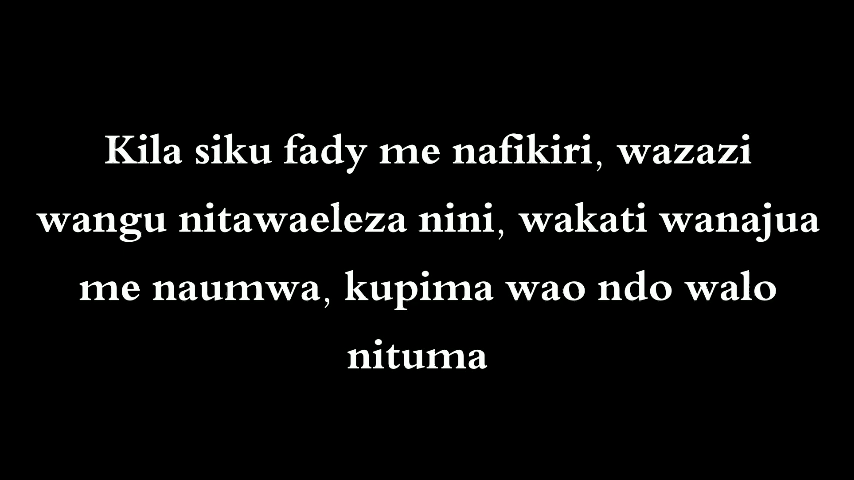 Kila siku fady me nafikiri, wazazi
wangu nitawaeleza nini, wakati wanajua
me naumwa, kupima wao ndo walo
nituma